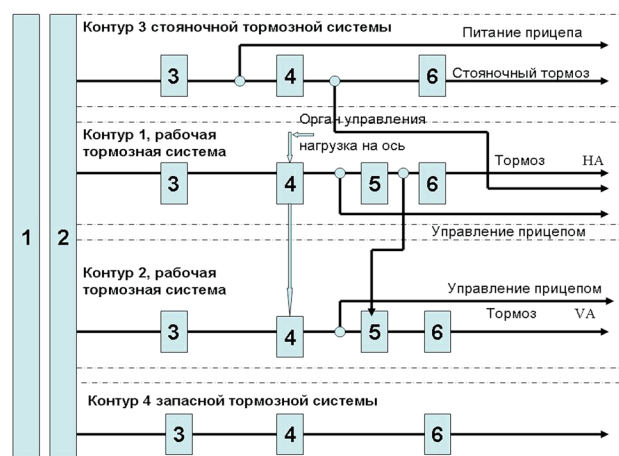 Контур 3 стояночной тормозной системы
Питание прицепа
3
4
6
Стояночный тормоз
Орган управления
нагрузка на ось
Контур 1, рабочая
тормозная система
Тормоз НА
3
4
5
6
Управление прицепом
1
2
Контур 2, рабочая
тормозная система
Управление прицепом
Тормоз VA
3
4
5
6
Контур 4 запасной тормозной системы
3
4
6